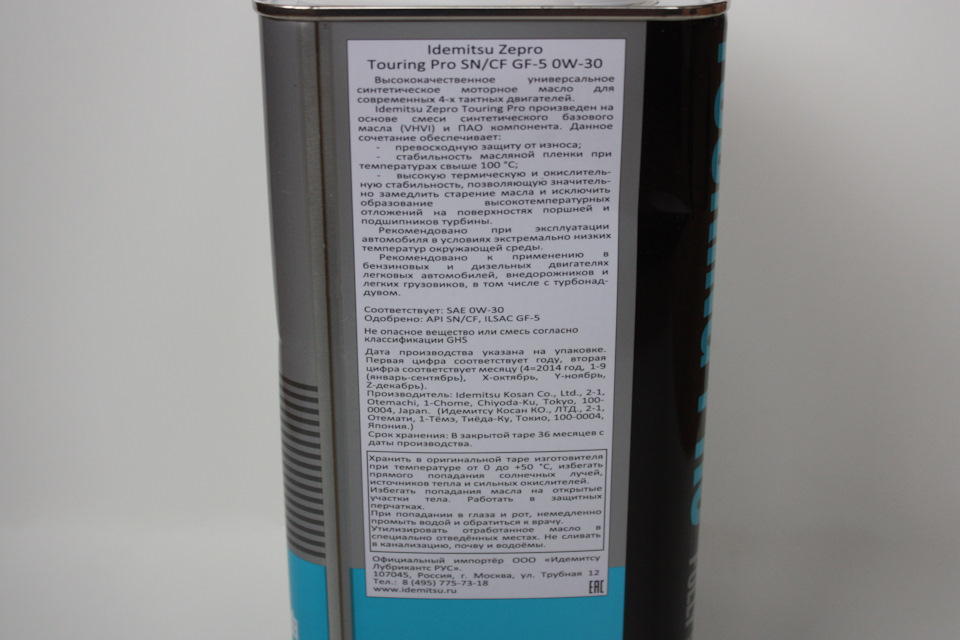 Idemitsu Zepro
Touring Pro SN/CF GF-5 0W-30
Высококачественное универсальное
синтетическое моторное масло для
современных 4-х тактных двигателей.
Idemitsu Zepro Touring Pro произведен на
основе смеси синтетического базового
масла (VHVI) и ПАО компонента. Данное
сочетание обеспечивает:
- превосходную защиту от износа;
- стабильность масляной пленки при
температурах свыше 100 °C;
- высокую термическую и окислитель-
ную стабильность, позволяющую значитель-
но замедлить старение масла и исключить
образование высокотемпературных
отложений на поверхностях поршней и
подшипников турбины.
Рекомендовано при эксплуатации
автомобиля в условиях экстремально низких
температур окружающей среды.
Рекомендовано к применению в
бензиновых и дизельных двигателях
легковых автомобилей, внедорожников и
легких грузовиков, в том числе с турбонад-
дувом.
Соответствует: SAE 0W-30
Одобрено: API SN/CF, ILSAC GF-5
Не опасное вещество или смесь согласно
классификации GHS
Дата производства указана на упаковке.
Первая цифра соответствует году, вторая
цифра соответствует месяцу (4=2014 год, 1-9
(январь-сентябрь), X-октябрь, Y-ноябрь,
Z-декабрь).
Производитель: Idemitsu Kosan Co., Ltd., 2-1,
Otemachi, 1-Chome, Chiyoda-Ku, Tokyo, 100-
0004, Japan. (Идемитсу Косан КО., ЛТД., 2-1,
Отемати, 1-Тёмэ, Тиёда-Ку, Токио, 100-0004,
Япония.)
Срок хранения: В закрытой таре 36 месяцев с
даты производства.
Хранить в оригинальной таре изготовителя
при температуре от 0 до +50 °C, избегать
прямого попадания солнечных лучей,
источников тепла и сильных окислителей.
Избегать попадания масла на открытые
участки тела. Работать в защитных
перчатках.
При попадании в глаза и рот, немедленно
промыть водой и обратиться к врачу.
Утилизировать отработанное масло в
специально отведённых местах. Не сливать
в канализацию, почву и водоёмы.
Официальный импортёр ООО «Идемитсу
Лубрикантс РУС».
107045, Россия, г. Москва, ул. Трубная 12
Тел.: 8 (495) 775-73-18
www.idemitsu.ru
EAC